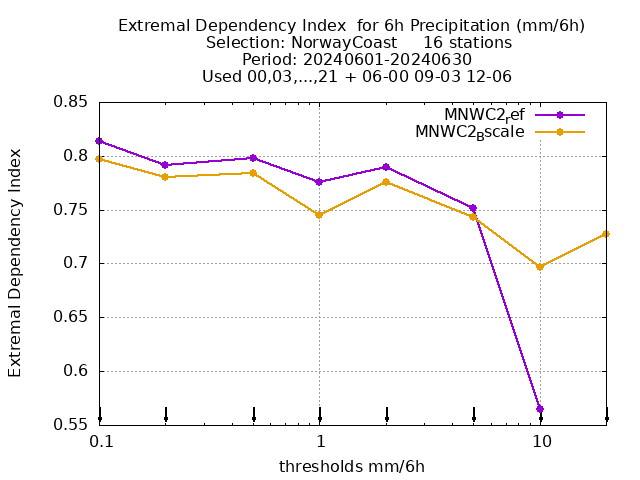 Extremal Dependency Index  for 6h Precipitation (mm/6h)
Selection: NorwayCoast     16 stations
Period: 20240601-20240630
Used 00,03,...,21 + 06-00 09-03 12-06
MNWC2ref
MNWC2Bscale
Extremal Dependency Index
0.85
0.8
0.75
0.7
0.65
0.6
0.55
0.1 1 10
thresholds mm/6h